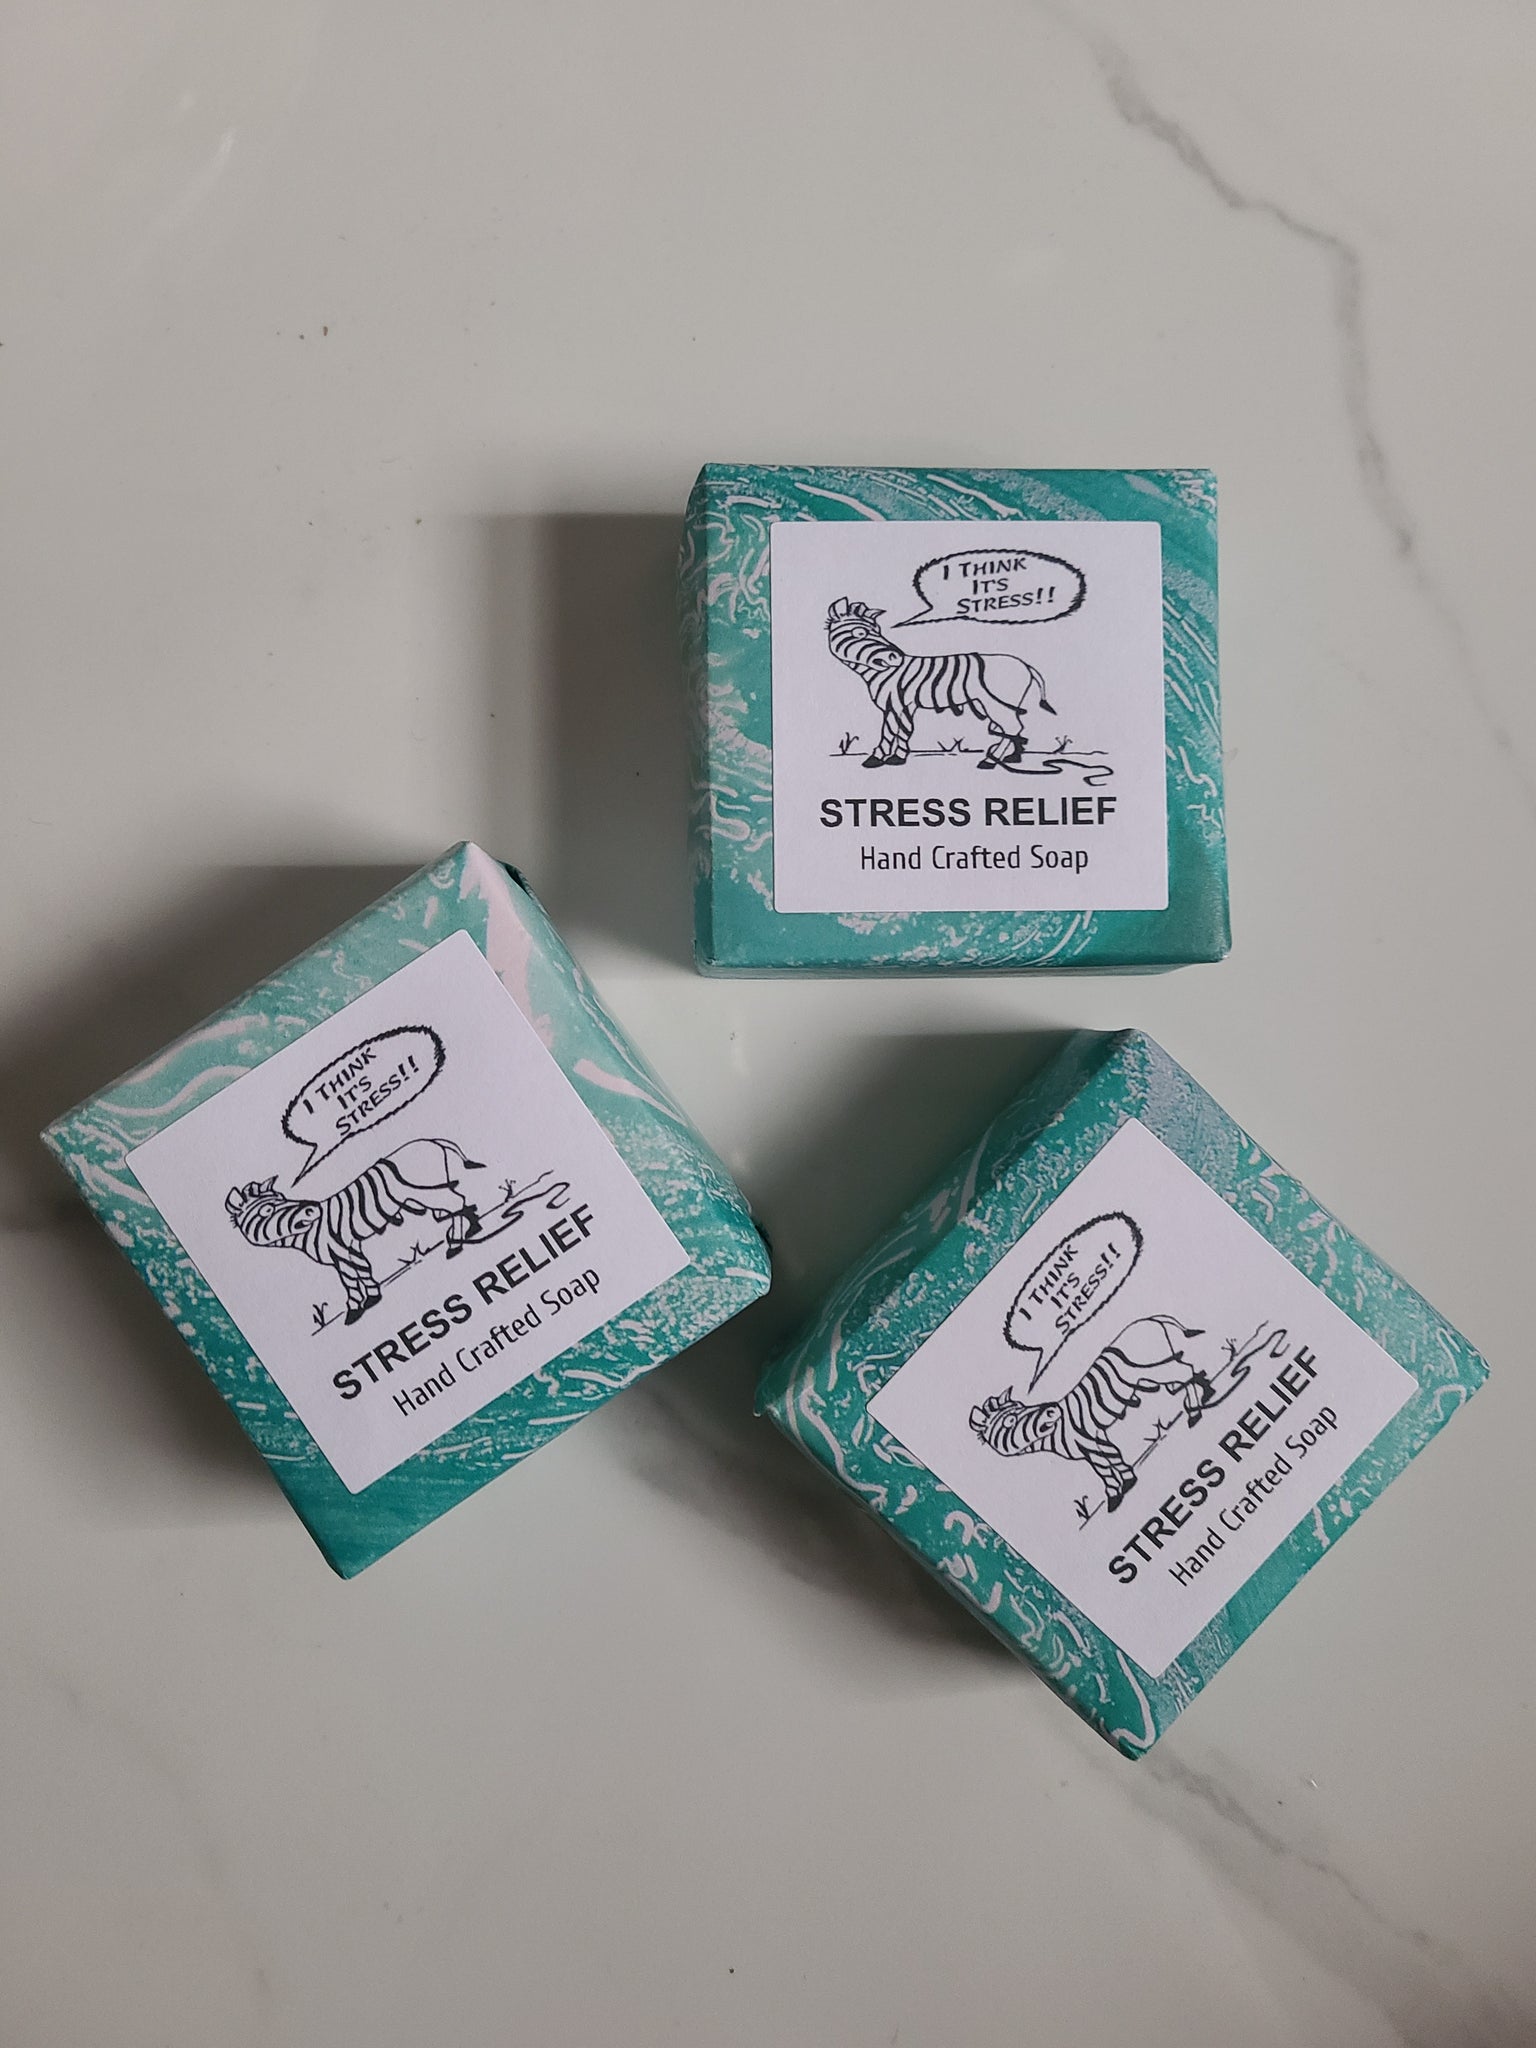 I THINK
IT'S
STRESS!!
STRESS RELIEF
Hand Crafted Soap
I THINK
IT'S
STRESS!!
STRESS RELIEF
Hand Crafted Soap
I THINK
IT'S
STRESS!!
STRESS RELIEF
Hand Crafted Soap